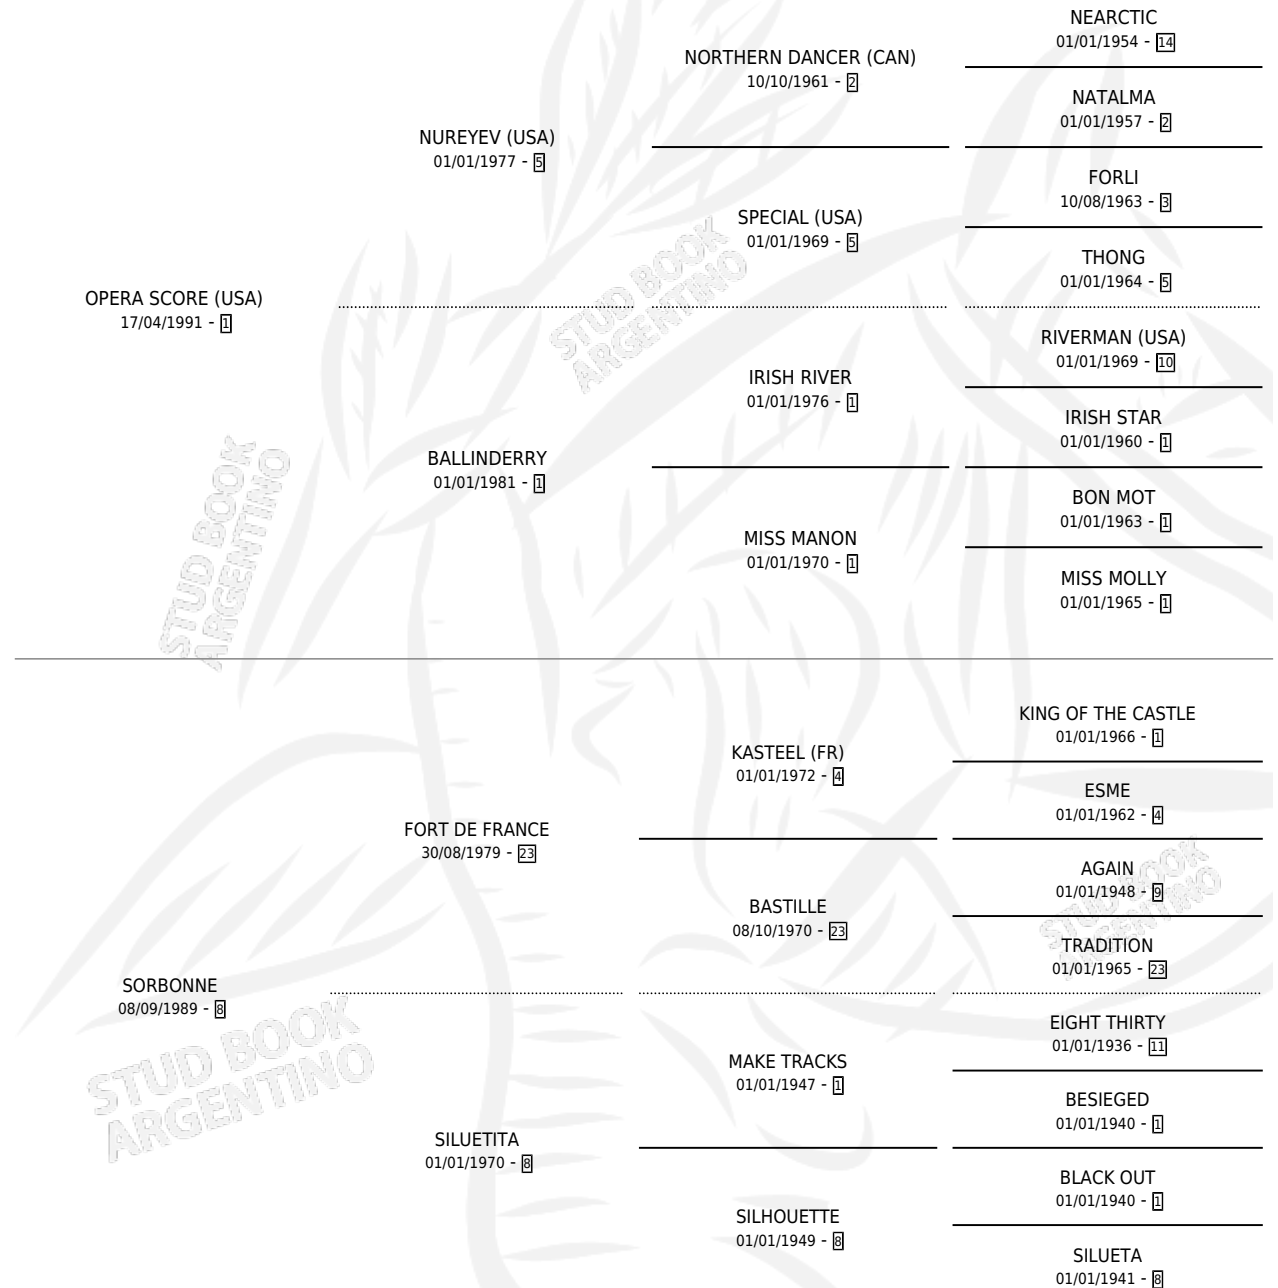 NEARCTIC
01/01/1954 - 14
NORTHERN DANCER (CAN)
10/10/1961 - 2
NATALMA
01/01/1957 - 2
NUREYEV (USA)
01/01/1977 - 5
FORLI
10/08/1963 - 3
SPECIAL (USA)
01/01/1969 - 5
THONG
01/01/1964 - 5
OPERA SCORE (USA)
17/04/1991 - 1
RIVERMAN (USA)
01/01/1969 - 10
IRISH RIVER
01/01/1976 - 1
IRISH STAR
01/01/1960 - 1
BALLINDERRY
01/01/1981 - 1
BON MOT
01/01/1963 - 1
MISS MANON
01/01/1970 - 1
MISS MOLLY
01/01/1965 - 1
KING OF THE CASTLE
01/01/1966 - 1
KASTEEL (FR)
01/01/1972 - 4
ESME
01/01/1962 - 4
FORT DE FRANCE
30/08/1979 - 23
AGAIN
01/01/1948 - 9
BASTILLE
08/10/1970 - 23
TRADITION
01/01/1965 - 23
SORBONNE
08/09/1989 - 8
EIGHT THIRTY
01/01/1936 - 11
MAKE TRACKS
01/01/1947 - 1
BESIEGED
01/01/1940 - 1
SILUETITA
01/01/1970 - 8
BLACK OUT
01/01/1940 - 1
SILHOUETTE
01/01/1949 - 8
SILUETA
01/01/1941 - 8
STUD BOOK
ARGENTINO
STUD BOOK
ARGENTINO
STUD BOOK
ARGENTINO
STUD BOOK
ARGENTINO